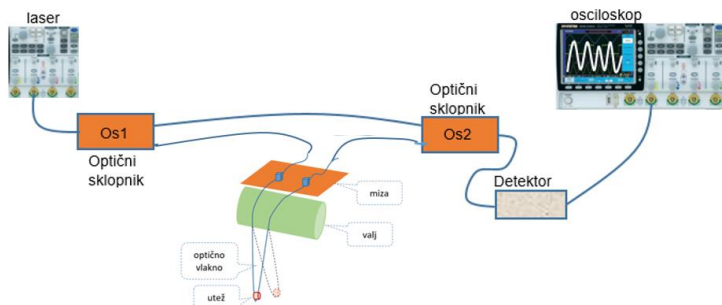 laser
osciloskop
Optični
sklopnik
Os1
Os2
Optični
sklopnik
Detektor
miza
valj
optično
vlakno
utež